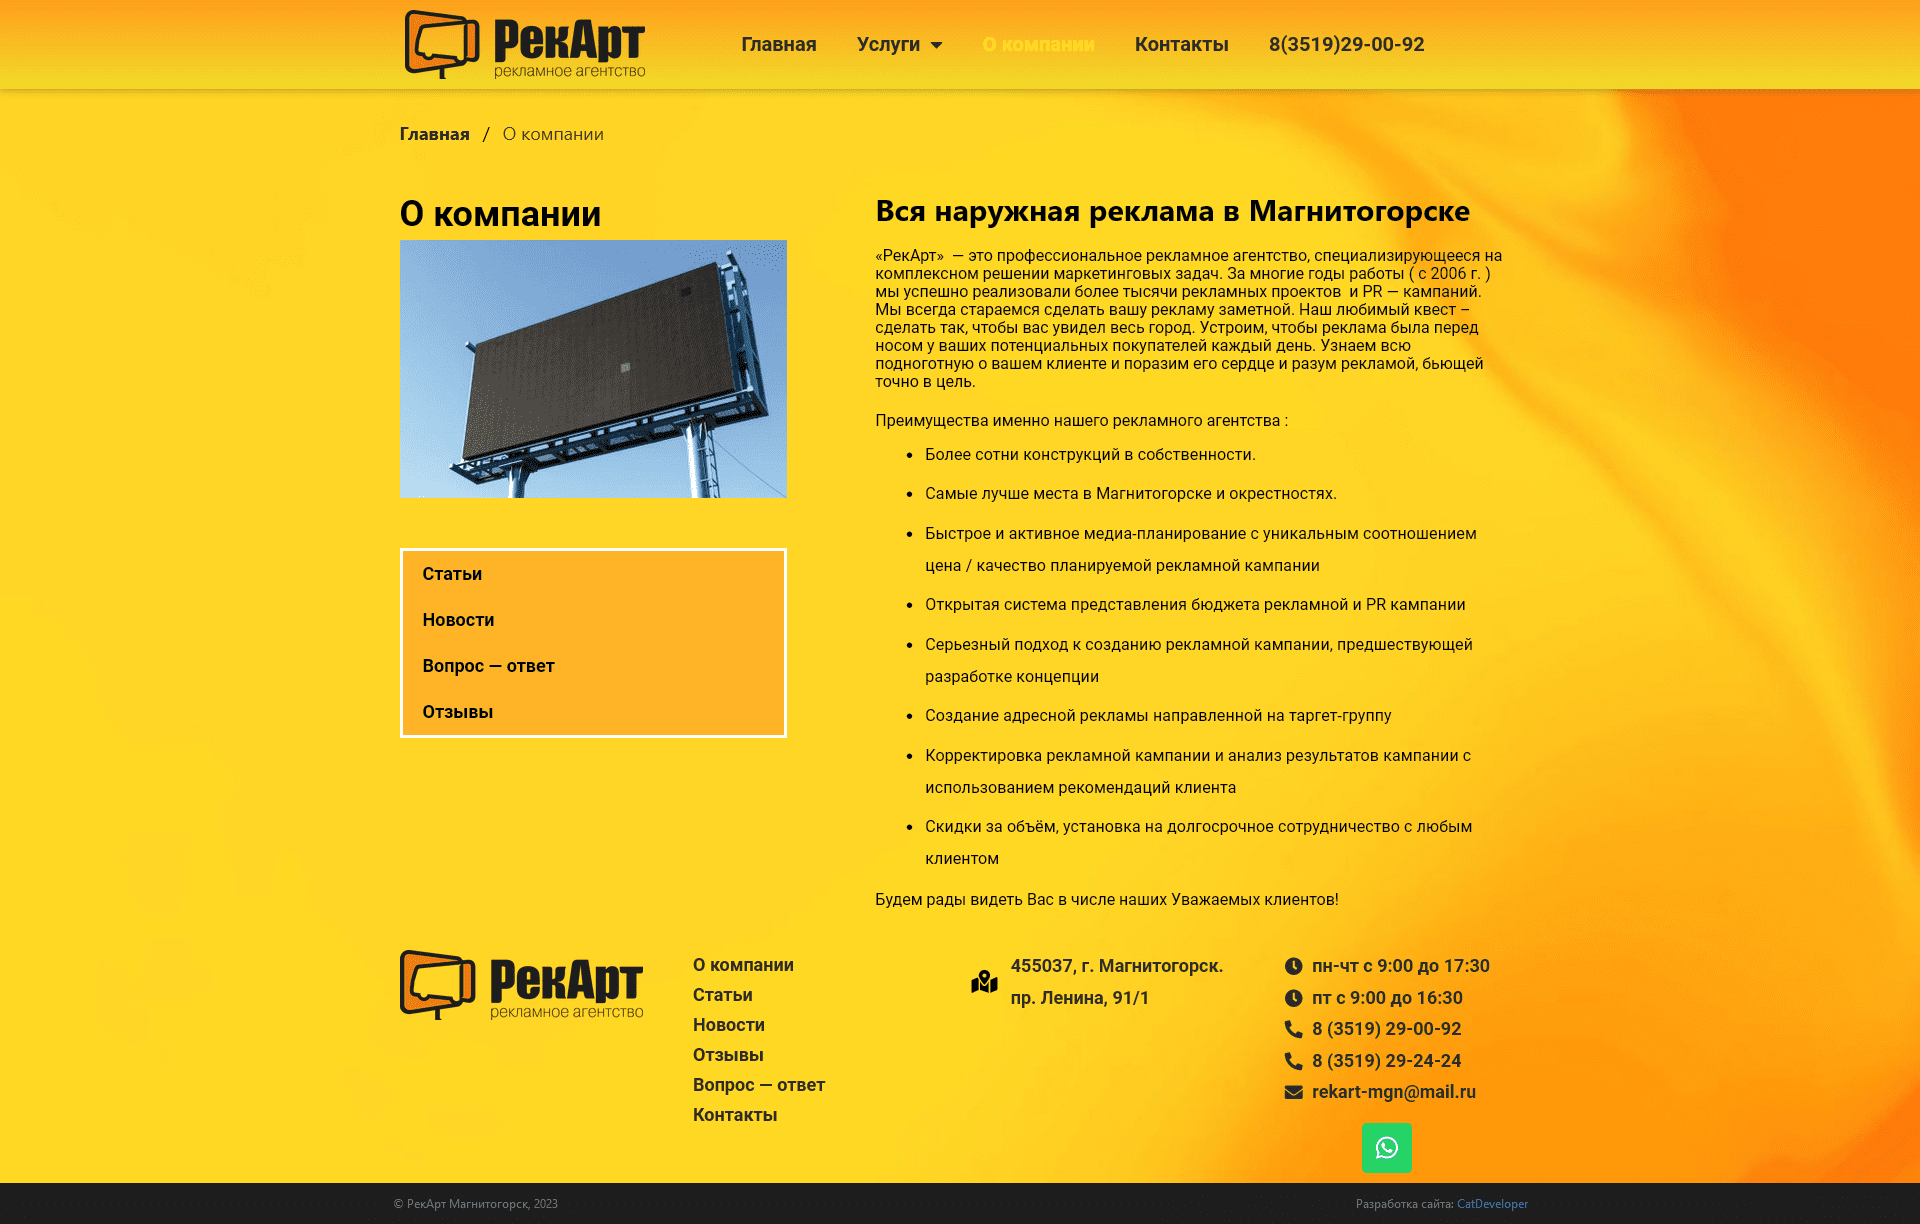 РекАрт
рекламное агентство
Главная
Услуги
О компании
Контакты
8(3519)29-00-92
Главная / О компании
О компании
Статьи
Новости
Вопрос — ответ
Отзывы
Вся наружная реклама в Магнитогорске
«РекАрт»  — это профессиональное рекламное агентство, специализирующееся на
комплексном решении маркетинговых задач. За многие годы работы ( с 2006 г. )
мы успешно реализовали более тысячи рекламных проектов  и PR — кампаний.
Мы всегда стараемся сделать вашу рекламу заметной. Наш любимый квест –
сделать так, чтобы вас увидел весь город. Устроим, чтобы реклама была перед
носом у ваших потенциальных покупателей каждый день. Узнаем всю
подноготную о вашем клиенте и поразим его сердце и разум рекламой, бьющей
точно в цель.
Преимущества именно нашего рекламного агентства :
• Более сотни конструкций в собственности.
• Самые лучше места в Магнитогорске и окрестностях.
• Быстрое и активное медиа-планирование с уникальным соотношением
цена / качество планируемой рекламной кампании
• Открытая система представления бюджета рекламной и PR кампании
• Серьезный подход к созданию рекламной кампании, предшествующей
разработке концепции
• Создание адресной рекламы направленной на таргет-группу
• Корректировка рекламной кампании и анализ результатов кампании с
использованием рекомендаций клиента
• Скидки за объём, установка на долгосрочное сотрудничество с любым
клиентом
Будем рады видеть Вас в числе наших Уважаемых клиентов!
РекАрт
рекламное агентство
О компании
Статьи
Новости
Отзывы
Вопрос — ответ
Контакты
455037, г. Магнитогорск.
пр. Ленина, 91/1
пн-чт с 9:00 до 17:30
пт с 9:00 до 16:30
8 (3519) 29-00-92
8 (3519) 29-24-24
rekart-mgn@mail.ru
© РекАрт Магнитогорск, 2023
Разработка сайта: CatDeveloper